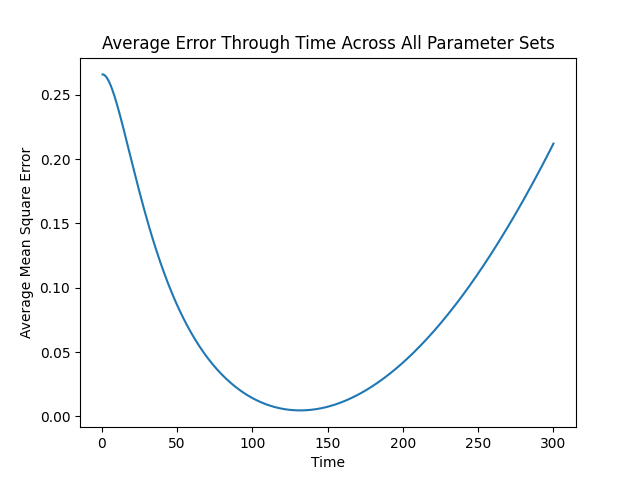 Average Error Through Time Across All Parameter Sets
Average Mean Square Error
0.25
0.20
0.15
0.10
0.05
0.00
0 50 100 150 200 250 300
Time